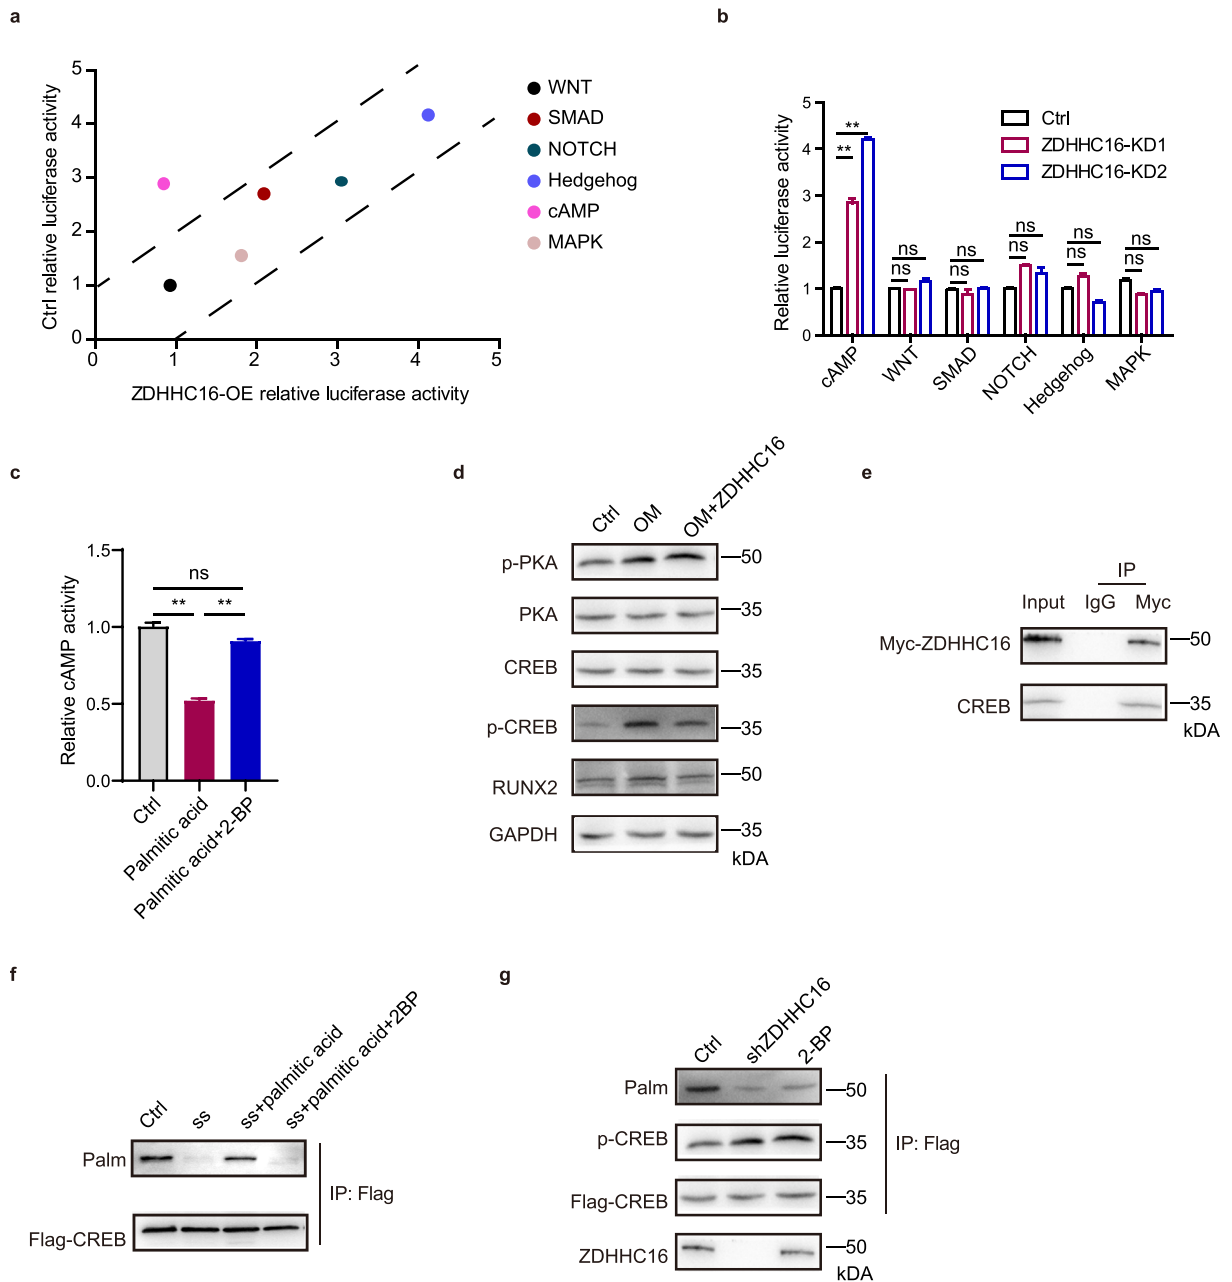 a
Ctrl relative luciferase activity
5
4
3
2
1
0
0 1 2 3 4 5
ZDHHC16-OE relative luciferase activity
WNT
SMAD
NOTCH
Hedgehog
cAMP
MAPK
b
Relative luciferase activity
5
4
3
2
1
0
Ctrl
ZDHHC16-KD1
ZDHHC16-KD2
**
**
ns
ns
ns
ns
ns
ns
ns
ns
ns
ns
cAMP
WNT
SMAD
NOTCH
Hedgehog
MAPK
c
Relative cAMP activity
1.5
1.0
0.5
0.0
ns
** **
Ctrl
Palmitic acid
Palmitic acid+2-BP
d
Ctrl
OM
OM+ZDHHC16
p-PKA 50
PKA 35
CREB 35
p-CREB 35
RUNX2 50
GAPDH 35
kDA
e
IP
Input IgG Myc
Myc-ZDHHC16 50
CREB 35
kDA
f
Ctrl
ss
ss+palmitic acid
ss+palmitic acid+2BP
Palm
Flag-CREB
IP: Flag
g
Ctrl
shZDHHC16
2-BP
Palm 50
p-CREB 35
IP: Flag
Flag-CREB 35
ZDHHC16 50
kDA